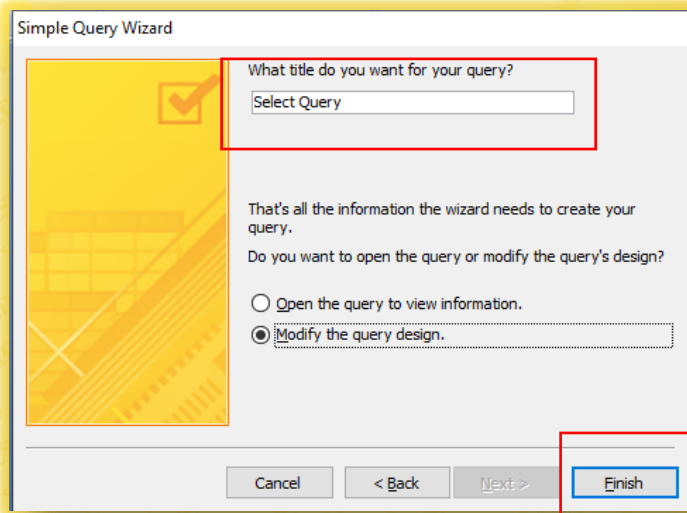 Simple Query Wizard
What title do you want for your query?
Select Query
That's all the information the wizard needs to create your
query.
Do you want to open the query or modify the query's design?
Open the query to view information.
Modify the query design.
Cancel
< Back
Next >
Finish